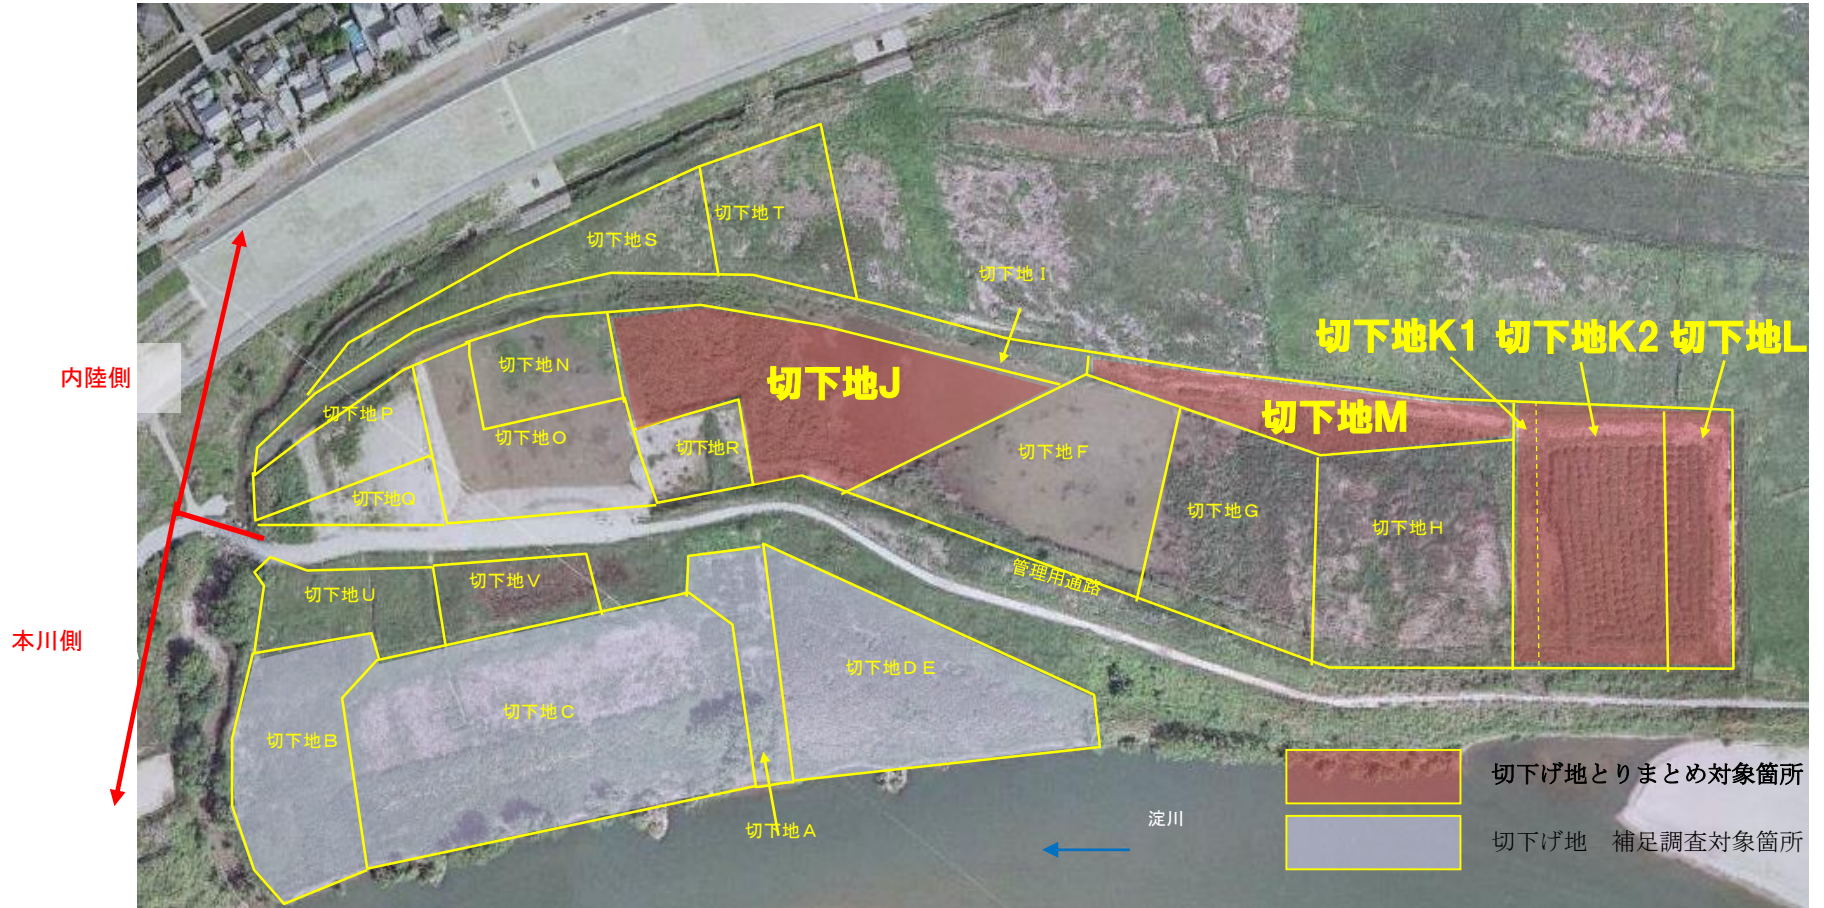 切下地T
切下地S
切下地I
切下地K1
切下地K2
切下地L
内陸側
切下地N
切下地J
切下地P
切下地M
切下地O
切下地R
切下地F
切下地Q
切下地G
切下地H
管理用通路
切下地V
切下地U
本川側
切下地DE
切下地C
切下地B
切下げ地とりまとめ対象箇所
淀川
切下地A
切下げ地　補足調査対象箇所